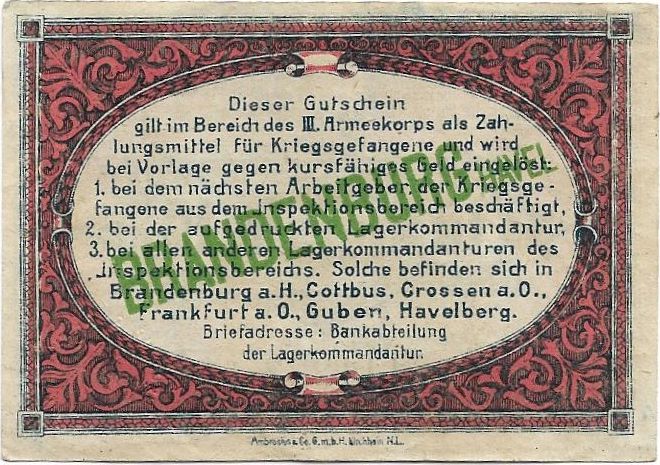 Dieser Gutschein
gilt im Bereich des III. Armeekorps als Zah-
lungsmittel für Kriegsgefangene und wird
bei Vorlage gegen kursfähiges Geld eingelöst:
1. bei dem nächsten Arbeitgeber, der Kriegsge-
fangene aus dem Inspektionsbereich beschäftigt,
2. bei der aufgedruckten Lagerkommandantur,
3. bei allen anderen Lagerkommandanturen des
Inspektionsbereichs. Solche befinden sich in
Brandenburg a.H., Cottbus, Crossen a.O.,
Frankfurt a.O., Guben, Havelberg.
Briefadresse: Bankabteilung
der Lagerkommandantur.
BRANDENBURG HAVEL
Ambrosius & Co. G.m.b.H. Kirchhain N.L.